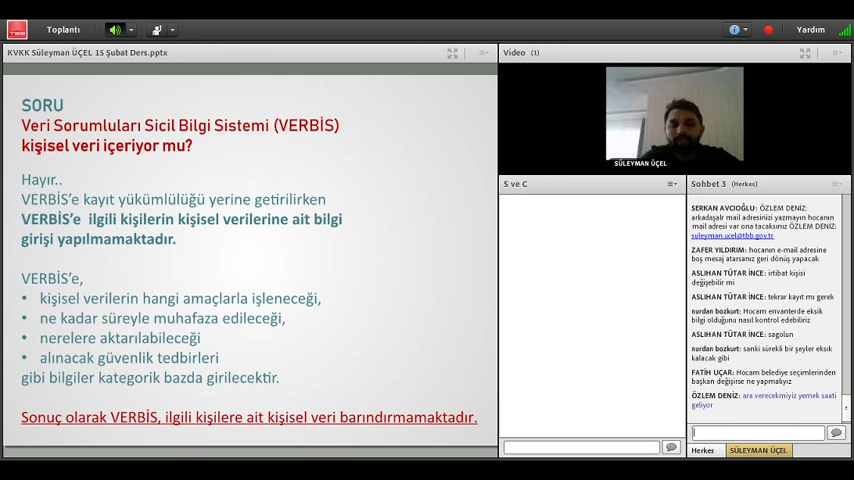 TBB
Toplantı
Yardım
KVKK Süleyman ÜÇEL 15 Şubat Ders.pptx
SORU
Veri Sorumluları Sicil Bilgi Sistemi (VERBİS)
kişisel veri içeriyor mu?
Hayır..
VERBİS’e kayıt yükümlülüğü yerine getirilirken
VERBİS’e ilgili kişilerin kişisel verilerine ait bilgi
girişi yapılmamaktadır.
VERBİS’e,
• kişisel verilerin hangi amaçlarla işleneceği,
• ne kadar süreyle muhafaza edileceği,
• nerelere aktarılabileceği
• alınacak güvenlik tedbirleri
gibi bilgiler kategorik bazda girilecektir.
Sonuç olarak VERBİS, ilgili kişilere ait kişisel veri barındırmamaktadır.
Video (1)
SÜLEYMAN ÜÇEL
S ve C
Sohbet 3 (Herkes)
SERKAN AVCIOĞLU: ÖZLEM DENİZ:
arkadaşalr mail adresinizi yazmayın hocanın
mail adresi var ona tacaksınız ÖZLEM DENİZ:
suleyman.ucel@tbb.gov.tr
ZAFER YILDIRIM: hocanın e-mail adresine
boş mesaj atarsanız geri dönüş yapacak
ASLIHAN TÜTAR İNCE: irtibat kişisi
değişebilir mi
ASLIHAN TÜTAR İNCE: tekrar kayıt mı gerek
nurdan bozkurt: Hocam envanterde eksik
bilgi olduğunu nasıl kontrol edebiliriz
ASLIHAN TÜTAR İNCE: sagolun
nurdan bozkurt: sanki sürekli bir şeyler eksik
kalacak gibi
FATİH UÇAR: Hocam belediye seçimlerinden
başkan değişirse ne yapmalıyız
ÖZLEM DENİZ: ara verecekmiyiz yemek saati
geliyor
Herkes
SÜLEYMAN ÜÇEL